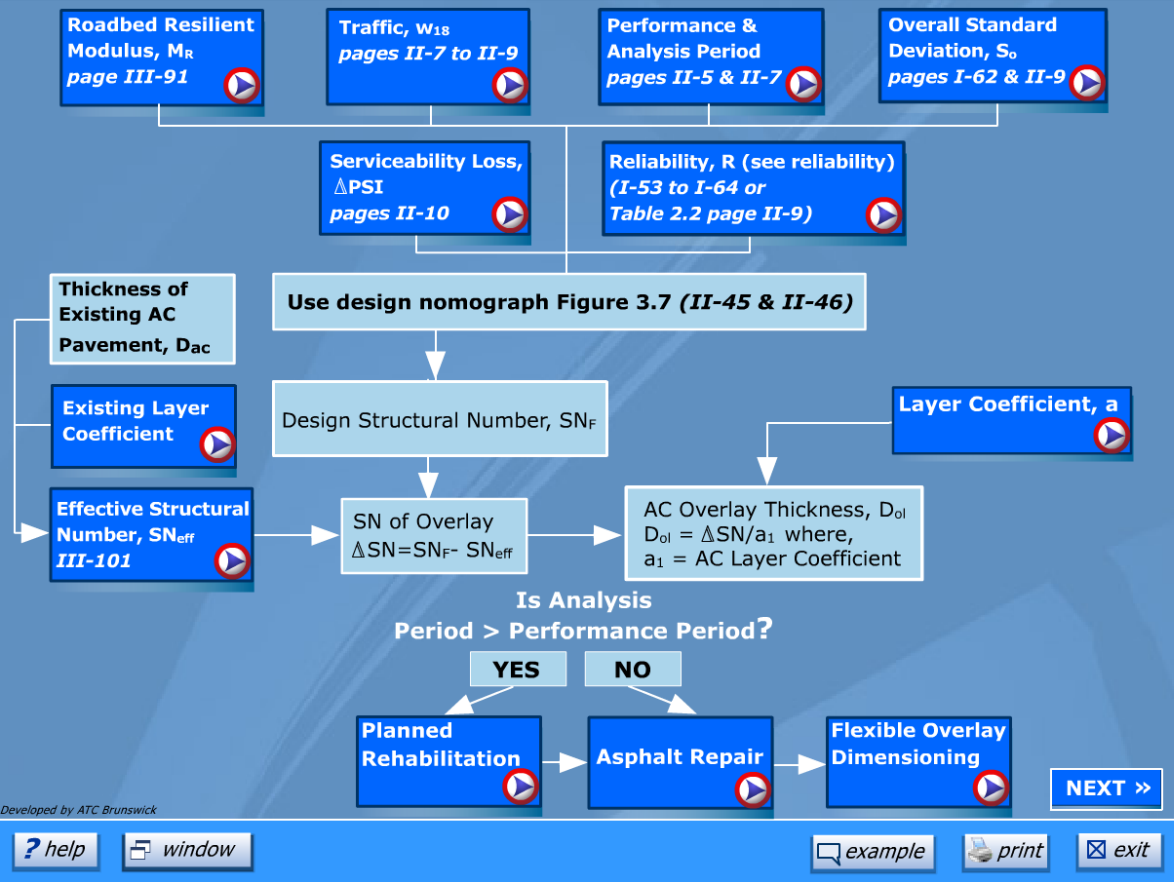 Roadbed Resilient
Modulus, MR
page III-91
Traffic, w18
pages II-7 to II-9
Performance &
Analysis Period
pages II-5 & II-7
Overall Standard
Deviation, So
pages I-62 & II-9
Serviceability Loss,
ΔPSI
pages II-10
Reliability, R (see reliability)
(I-53 to I-64 or
Table 2.2 page II-9)
Thickness of
Existing AC
Pavement, Dac
Use design nomograph Figure 3.7 (II-45 & II-46)
Existing Layer
Coefficient
Design Structural Number, SNF
Layer Coefficient, a
Effective Structural
Number, SNeff
III-101
SN of Overlay
ΔSN=SNF- SNeff
AC Overlay Thickness, Dol
Dol = ΔSN/a1 where,
a1 = AC Layer Coefficient
Is Analysis
Period > Performance Period?
YES
NO
Planned
Rehabilitation
Asphalt Repair
Flexible Overlay
Dimensioning
NEXT »
Developed by ATC Brunswick
? help
window
example
print
exit